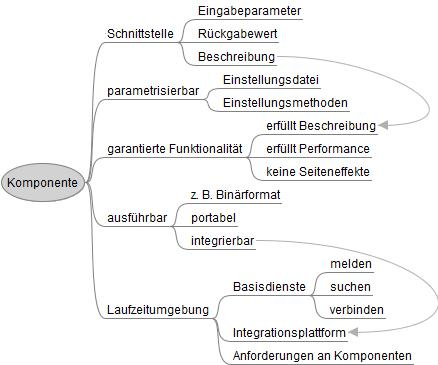 Komponente
Schnittstelle
Eingabeparameter
Rückgabewert
Beschreibung
parametrisierbar
Einstellungsdatei
Einstellungsmethoden
garantierte Funktionalität
erfüllt Beschreibung
erfüllt Performance
keine Seiteneffekte
ausführbar
z. B. Binärformat
portabel
integrierbar
Laufzeitumgebung
Basisdienste
melden
suchen
verbinden
Integrationsplattform
Anforderungen an Komponenten